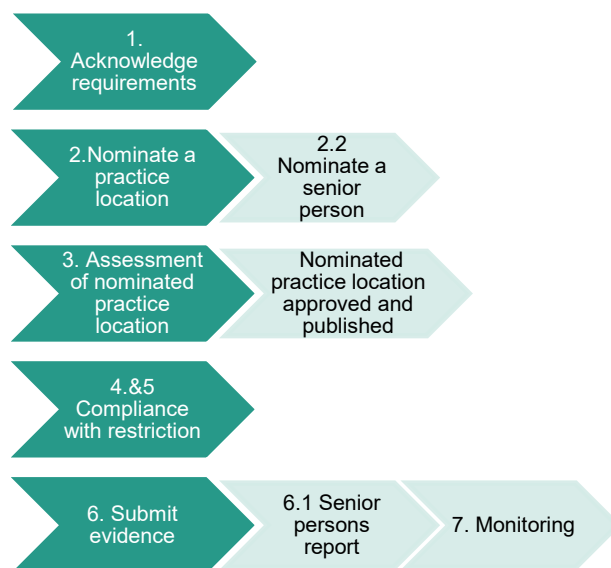 1.
Acknowledge
requirements
2.Nominate a
practice
location
2.2
Nominate a
senior
person
3. Assessment
of nominated
practice
location
Nominated
practice location
approved and
published
4.&5
Compliance
with restriction
6. Submit
evidence
6.1 Senior
persons
report
7. Monitoring